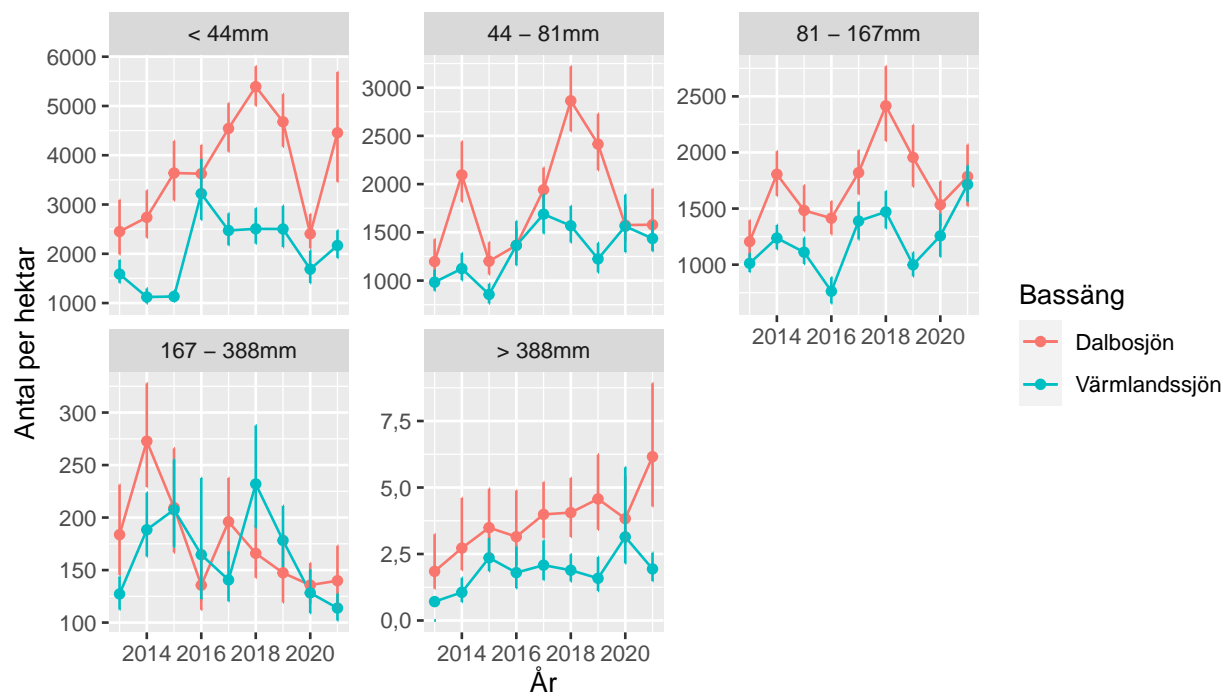 < 44mm
44 – 81mm
81 – 167mm
6000
5000
4000
3000
2000
1000
3000
2500
2000
1500
1000
2500
2000
1500
1000
2014 2016 2018 2020
167 – 388mm
> 388mm
300
250
200
150
100
7,5
5,0
2,5
0,0
2014 2016 2018 2020
2014 2016 2018 2020
Antal per hektar
År
Bassäng
Dalbosjön
Värmlandssjön